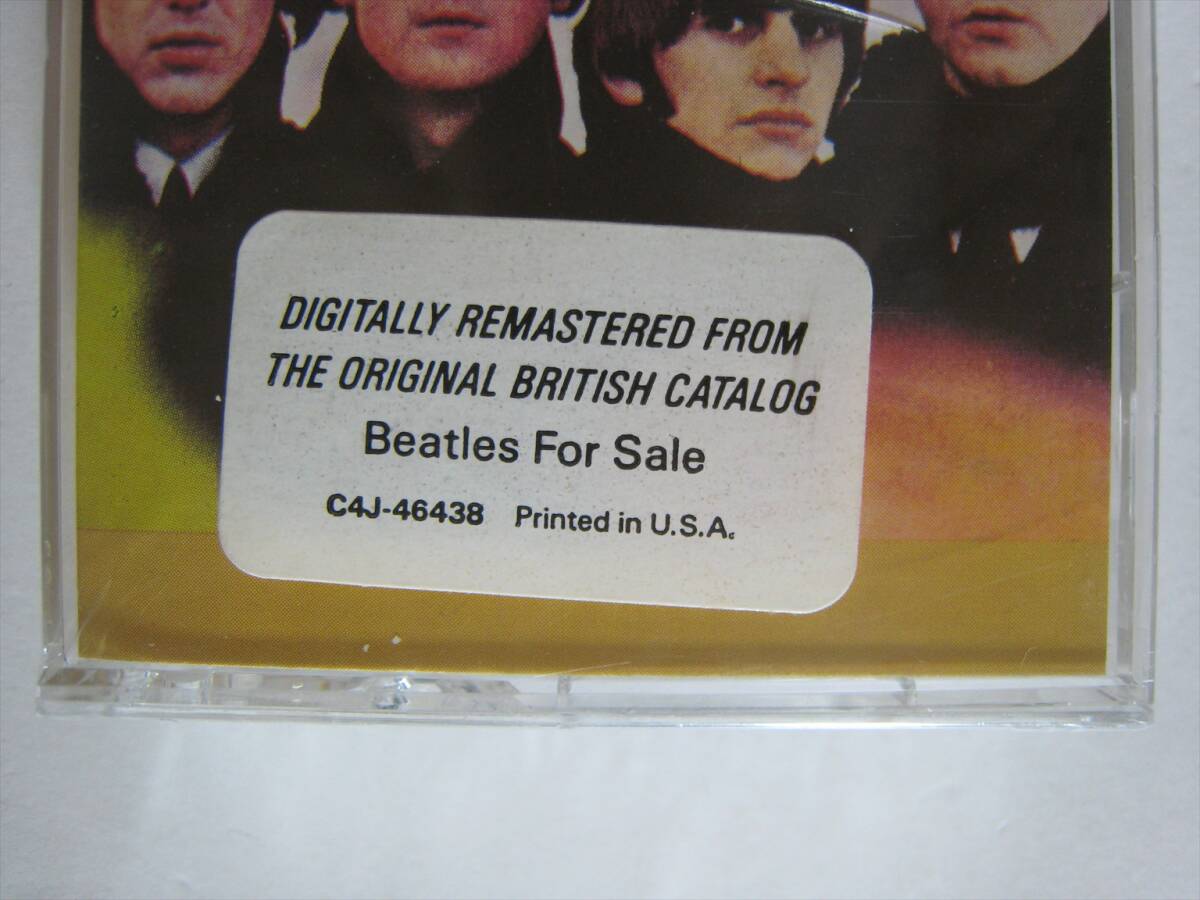 DIGITALLY REMASTERED FROM
THE ORIGINAL BRITISH CATALOG
Beatles For Sale
C4J-46438 Printed in U.S.A.